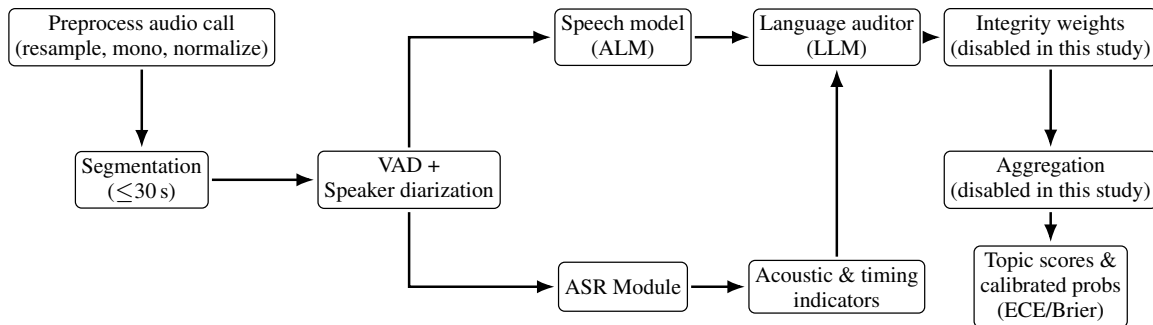 Preprocess audio call
(resample, mono, normalize)
Segmentation
(≤30 s)
VAD +
Speaker diarization
Speech model
(ALM)
Language auditor
(LLM)
Integrity weights
(disabled in this study)
ASR Module
Acoustic & timing
indicators
Aggregation
(disabled in this study)
Topic scores &
calibrated probs
(ECE/Brier)